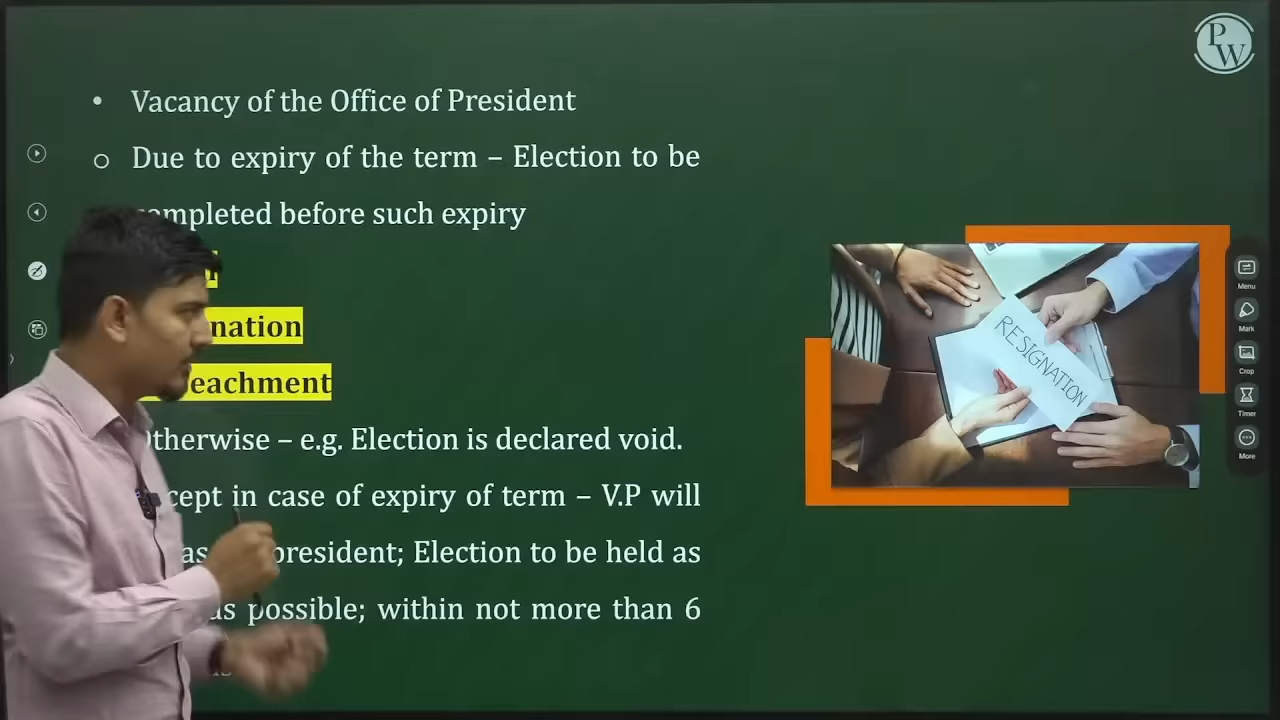 PW
Vacancy of the Office of President
Due to expiry of the term – Election to be
completed before such expiry
nation
eachment
Otherwise – e.g. Election is declared void.
cept in case of expiry of term – V.P will
as president; Election to be held as
as possible; within not more than 6
RESIGNATION
Menu
Mark
Crop
Timer
More